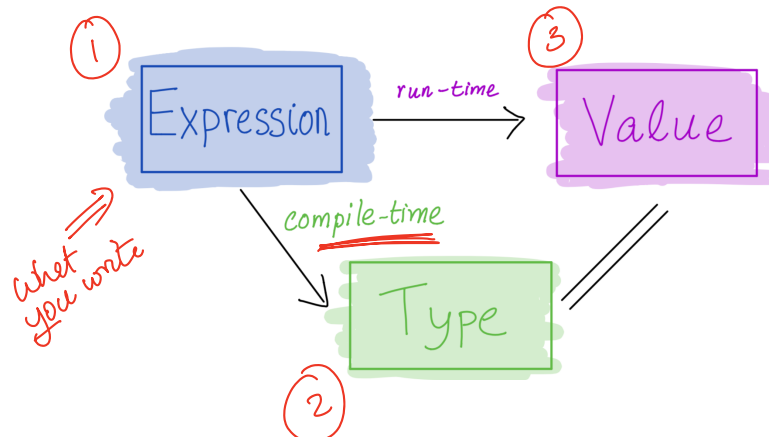 1
3
Expression
run-time
Value
compile-time
what
you write
Type
2